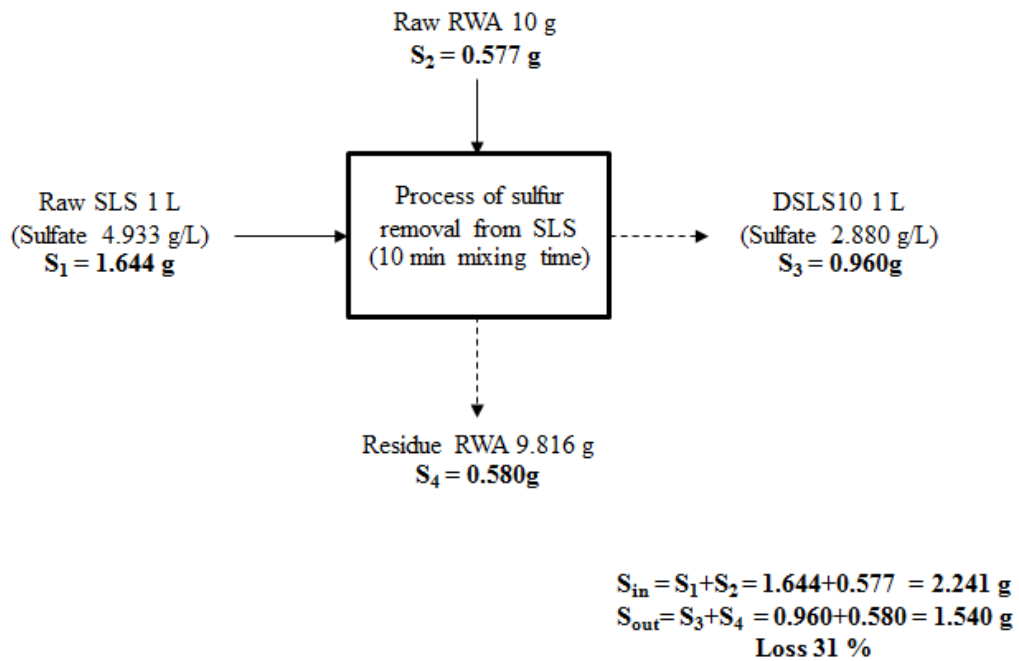 Raw RWA 10 g
S₂ = 0.577 g
Raw SLS 1 L
(Sulfate 4.933 g/L)
S₁ = 1.644 g
Process of sulfur
removal from SLS
(10 min mixing time)
DSLS10 1 L
(Sulfate 2.880 g/L)
S₃ = 0.960g
Residue RWA 9.816 g
S₄ = 0.580g
Sᵢₙ = S₁+S₂ = 1.644+0.577 = 2.241 g
Sₒᵤₜ= S₃+S₄ = 0.960+0.580 = 1.540 g
Loss 31 %